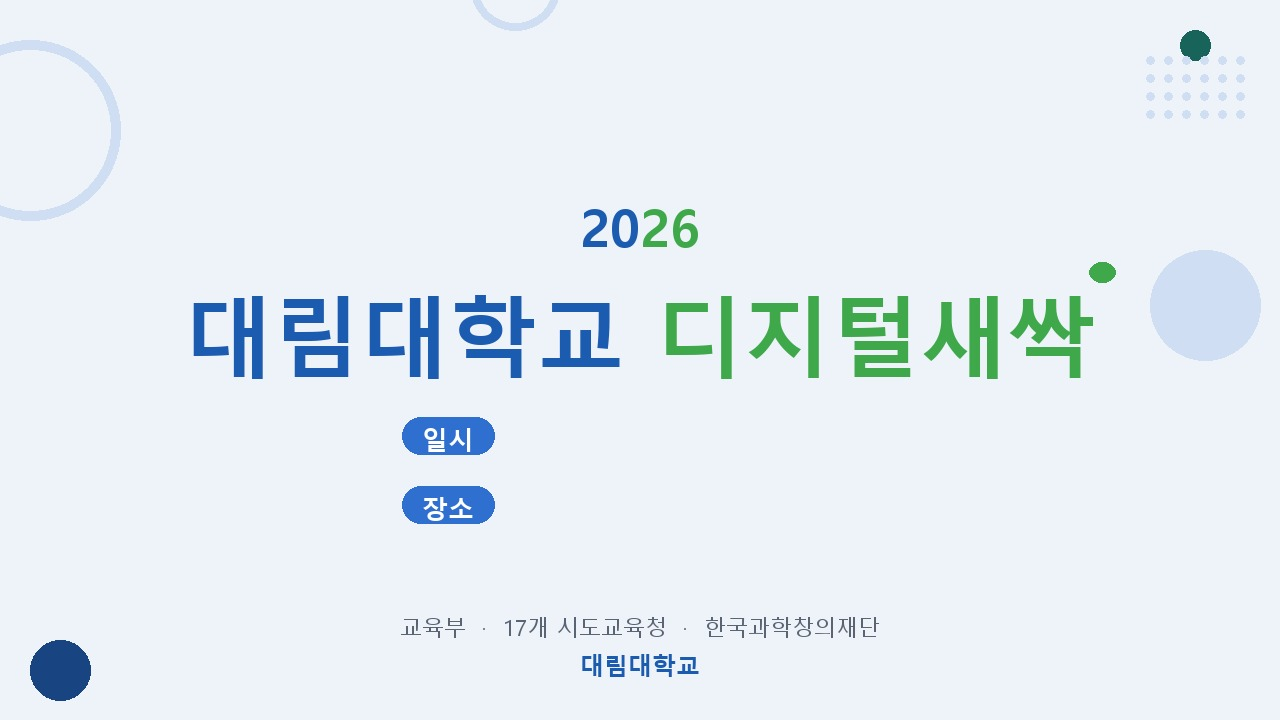 2026
대림대학교 디지털새싹
일시
장소
교육부 · 17개 시도교육청 · 한국과학창의재단
대림대학교